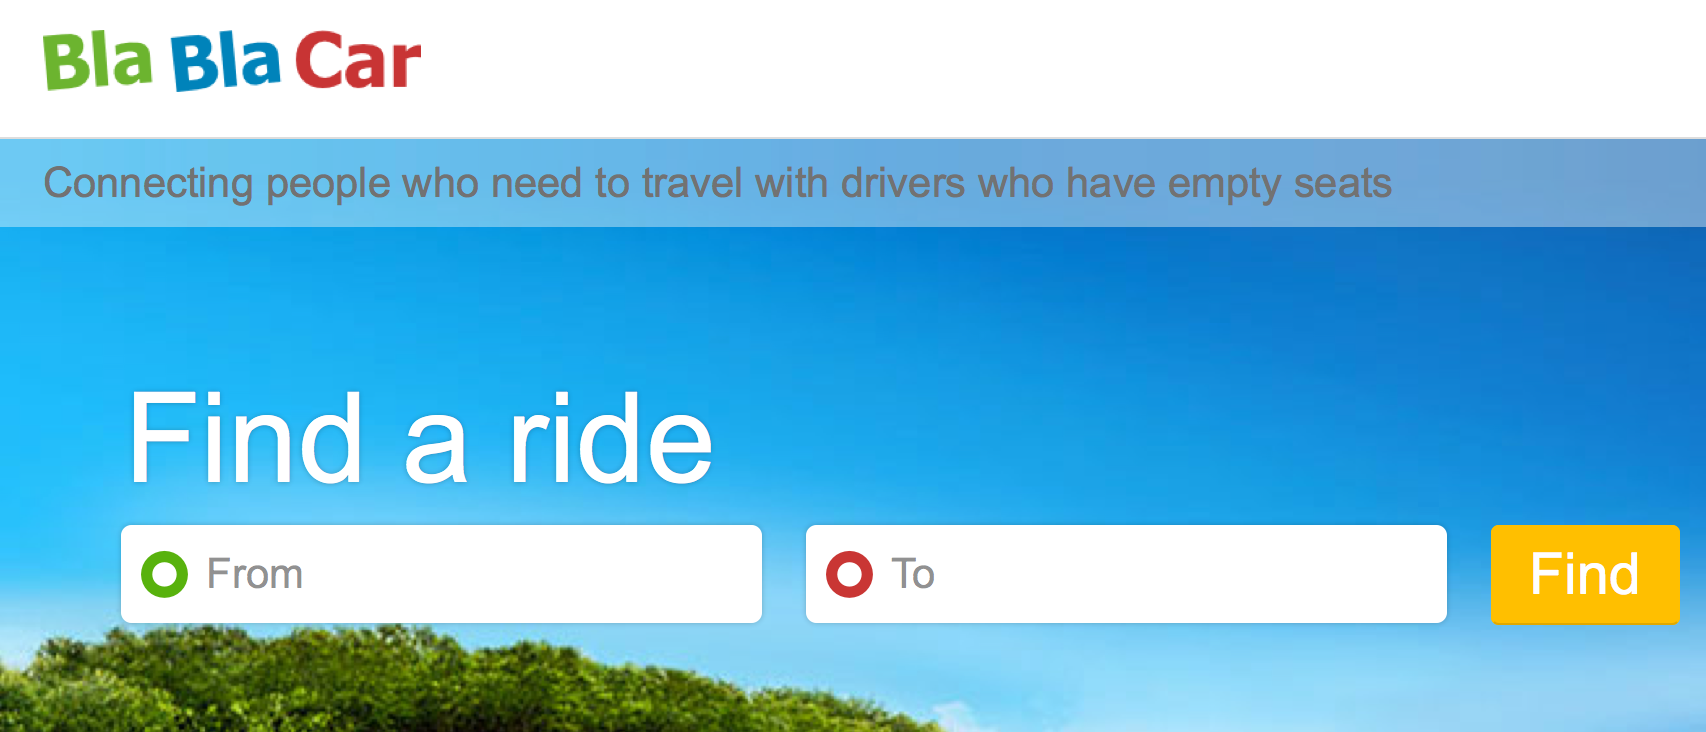 Bla Bla Car
Connecting people who need to travel with drivers who have empty seats
Find a ride
From To Find